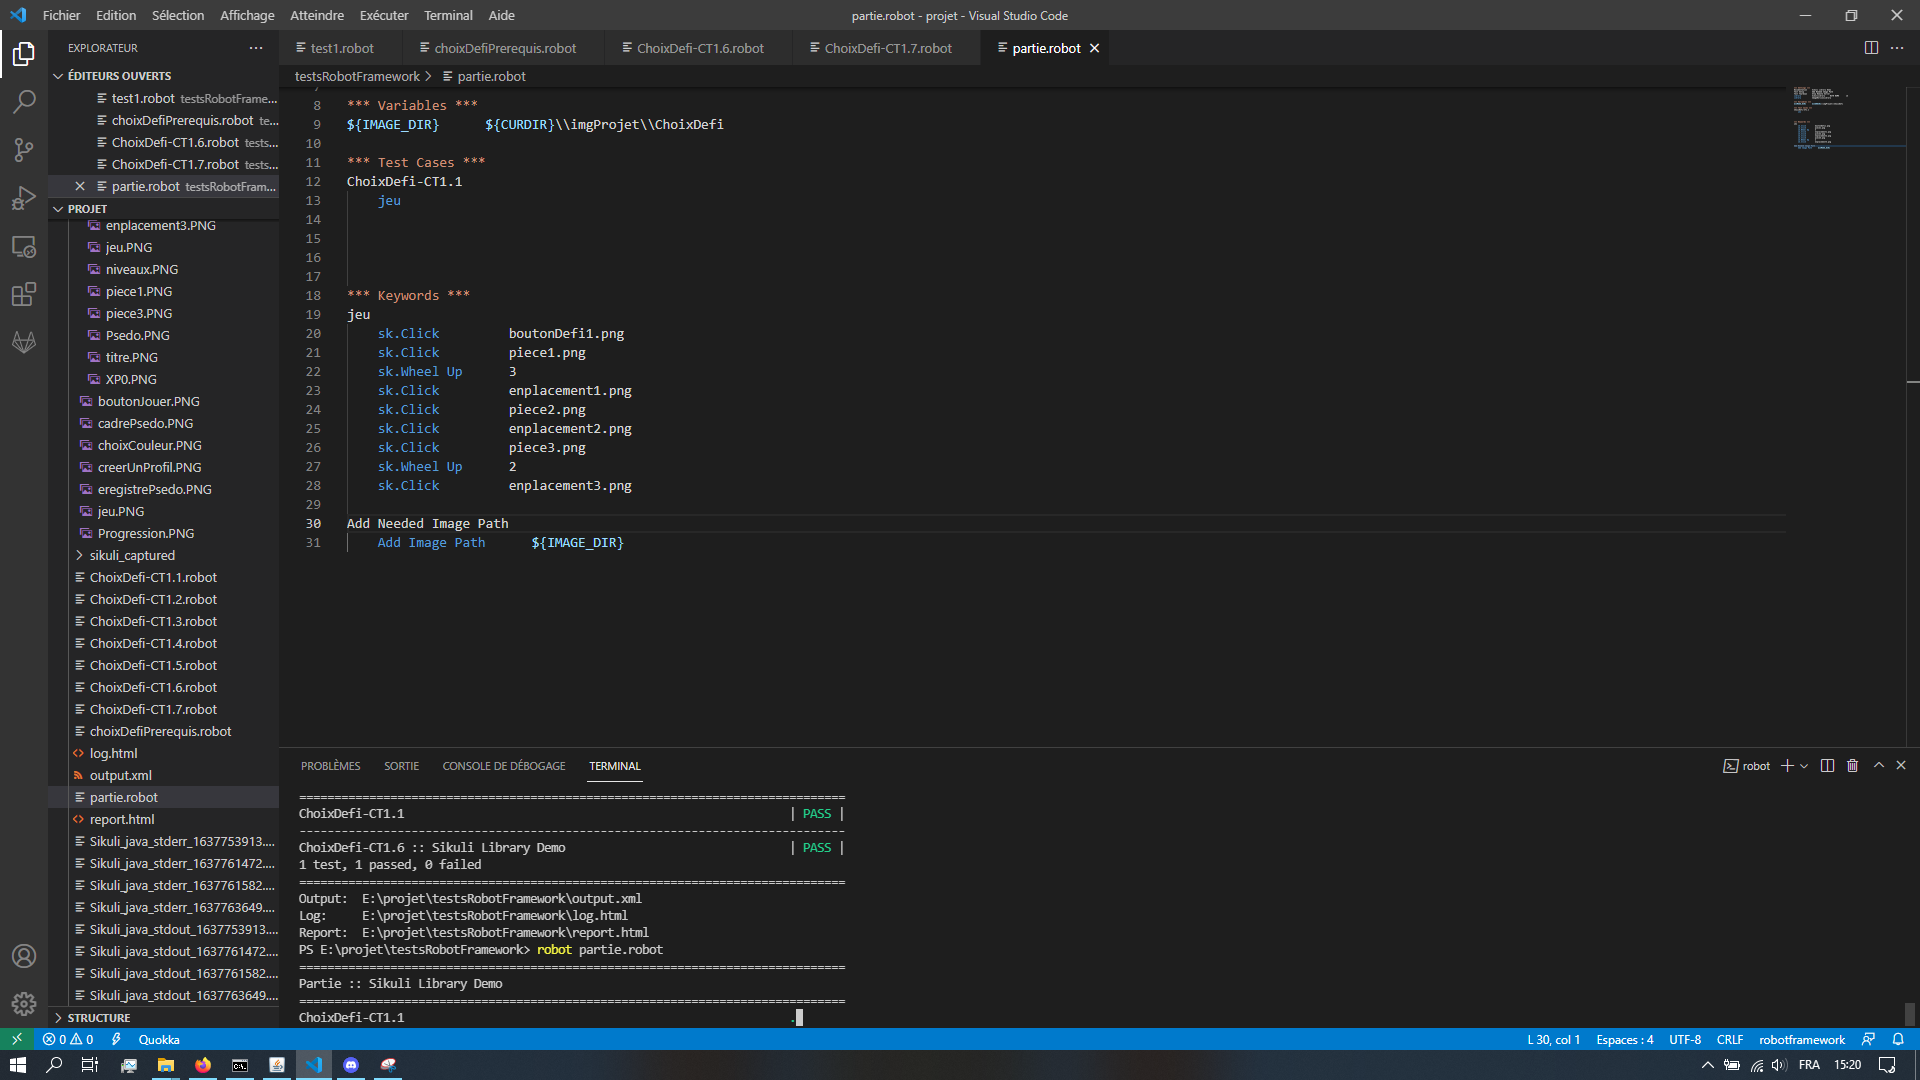 Fichier Edition Sélection Affichage Atteindre Exécuter Terminal Aide
partie.robot - projet - Visual Studio Code
EXPLORATEUR
ÉDITEURS OUVERTS
test1.robot testsRobotFrame...
choixDefiPrerequis.robot te...
ChoixDefi-CT1.6.robot tests...
ChoixDefi-CT1.7.robot tests...
partie.robot testsRobotFram...
PROJET
enplacement3.PNG
jeu.PNG
niveaux.PNG
piece1.PNG
piece3.PNG
Psedo.PNG
titre.PNG
XP0.PNG
boutonJouer.PNG
cadrePsedo.PNG
choixCouleur.PNG
creerUnProfil.PNG
eregistrePsedo.PNG
jeu.PNG
Progression.PNG
sikuli_captured
ChoixDefi-CT1.1.robot
ChoixDefi-CT1.2.robot
ChoixDefi-CT1.3.robot
ChoixDefi-CT1.4.robot
ChoixDefi-CT1.5.robot
ChoixDefi-CT1.6.robot
ChoixDefi-CT1.7.robot
choixDefiPrerequis.robot
log.html
output.xml
partie.robot
report.html
Sikuli_java_stderr_1637753913....
Sikuli_java_stderr_1637761472....
Sikuli_java_stderr_1637761582....
Sikuli_java_stderr_1637763649....
Sikuli_java_stdout_1637753913....
Sikuli_java_stdout_1637761472....
Sikuli_java_stdout_1637761582....
Sikuli_java_stdout_1637763649....
STRUCTURE
test1.robot choixDefiPrerequis.robot ChoixDefi-CT1.6.robot ChoixDefi-CT1.7.robot partie.robot
testsRobotFramework > partie.robot
8 *** Variables ***
9 ${IMAGE_DIR} ${CURDIR}\\imgProjet\\ChoixDefi
10
11 *** Test Cases ***
12 ChoixDefi-CT1.1
13 jeu
14
15
16
17
18 *** Keywords ***
19 jeu
20 sk.Click boutonDefi1.png
21 sk.Click piece1.png
22 sk.Wheel Up 3
23 sk.Click enplacement1.png
24 sk.Click piece2.png
25 sk.Click enplacement2.png
26 sk.Click piece3.png
27 sk.Wheel Up 2
28 sk.Click enplacement3.png
29
30 Add Needed Image Path
31 Add Image Path ${IMAGE_DIR}
PROBLÈMES SORTIE CONSOLE DE DÉBOGAGE TERMINAL
robot
==============================================================================
ChoixDefi-CT1.1 | PASS |
------------------------------------------------------------------------------
ChoixDefi-CT1.6 :: Sikuli Library Demo | PASS |
1 test, 1 passed, 0 failed
==============================================================================
Output: E:\projet\testsRobotFramework\output.xml
Log: E:\projet\testsRobotFramework\log.html
Report: E:\projet\testsRobotFramework\report.html
PS E:\projet\testsRobotFramework> robot partie.robot
==============================================================================
Partie :: Sikuli Library Demo
==============================================================================
ChoixDefi-CT1.1 .
0 0 Quokka
L 30, col 1 Espaces : 4 UTF-8 CRLF robotframework
FRA 15:20